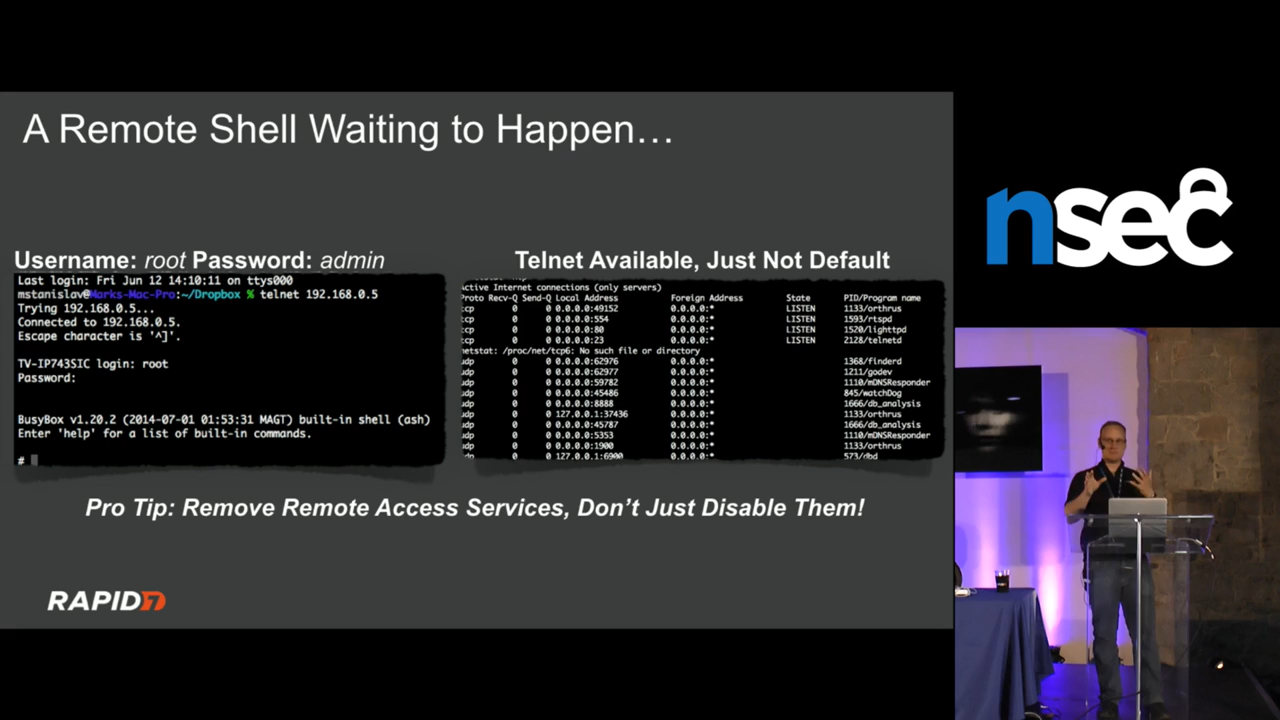 A Remote Shell Waiting to Happen…
nsec
Username: root Password: admin
Last login: Fri Jun 12 14:10:11 on ttys000
mstanislav@Marks-Mac-Pro:~/Dropbox % telnet 192.168.0.5
Trying 192.168.0.5...
Connected to 192.168.0.5.
Escape character is '^]'.
TV-IP743SIC login: root
Password:
BusyBox v1.20.2 (2014-07-01 01:53:31 MAGT) built-in shell (ash)
Enter 'help' for a list of built-in commands.
#
Telnet Available, Just Not Default
Active Internet connections (only servers)
Proto Recv-Q Send-Q Local Address Foreign Address State PID/Program name
tcp 0 0 0.0.0.0:49152 0.0.0.0:* LISTEN 1133/orthrus
tcp 0 0 0.0.0.0:554 0.0.0.0:* LISTEN 1593/rtspd
tcp 0 0 0.0.0.0:80 0.0.0.0:* LISTEN 1520/lighttpd
tcp 0 0 0.0.0.0:23 0.0.0.0:* LISTEN 2128/telnetd
netstat: /proc/net/tcp6: No such file or directory
udp 0 0 0.0.0.0:62976 0.0.0.0:* 1368/finderd
udp 0 0 0.0.0.0:62977 0.0.0.0:* 1211/godev
udp 0 0 0.0.0.0:59782 0.0.0.0:* 1110/mDNSResponder
udp 0 0 0.0.0.0:45486 0.0.0.0:* 845/watchDog
udp 0 0 0.0.0.0:8888 0.0.0.0:* 1666/db_analysis
udp 0 0 127.0.0.1:37436 0.0.0.0:* 1133/orthrus
udp 0 0 0.0.0.0:45787 0.0.0.0:* 1666/db_analysis
udp 0 0 0.0.0.0:5353 0.0.0.0:* 1110/mDNSResponder
udp 0 0 0.0.0.0:1900 0.0.0.0:* 1133/orthrus
udp 0 0 127.0.0.1:6900 0.0.0.0:* 573/dbd
Pro Tip: Remove Remote Access Services, Don't Just Disable Them!
RAPID7